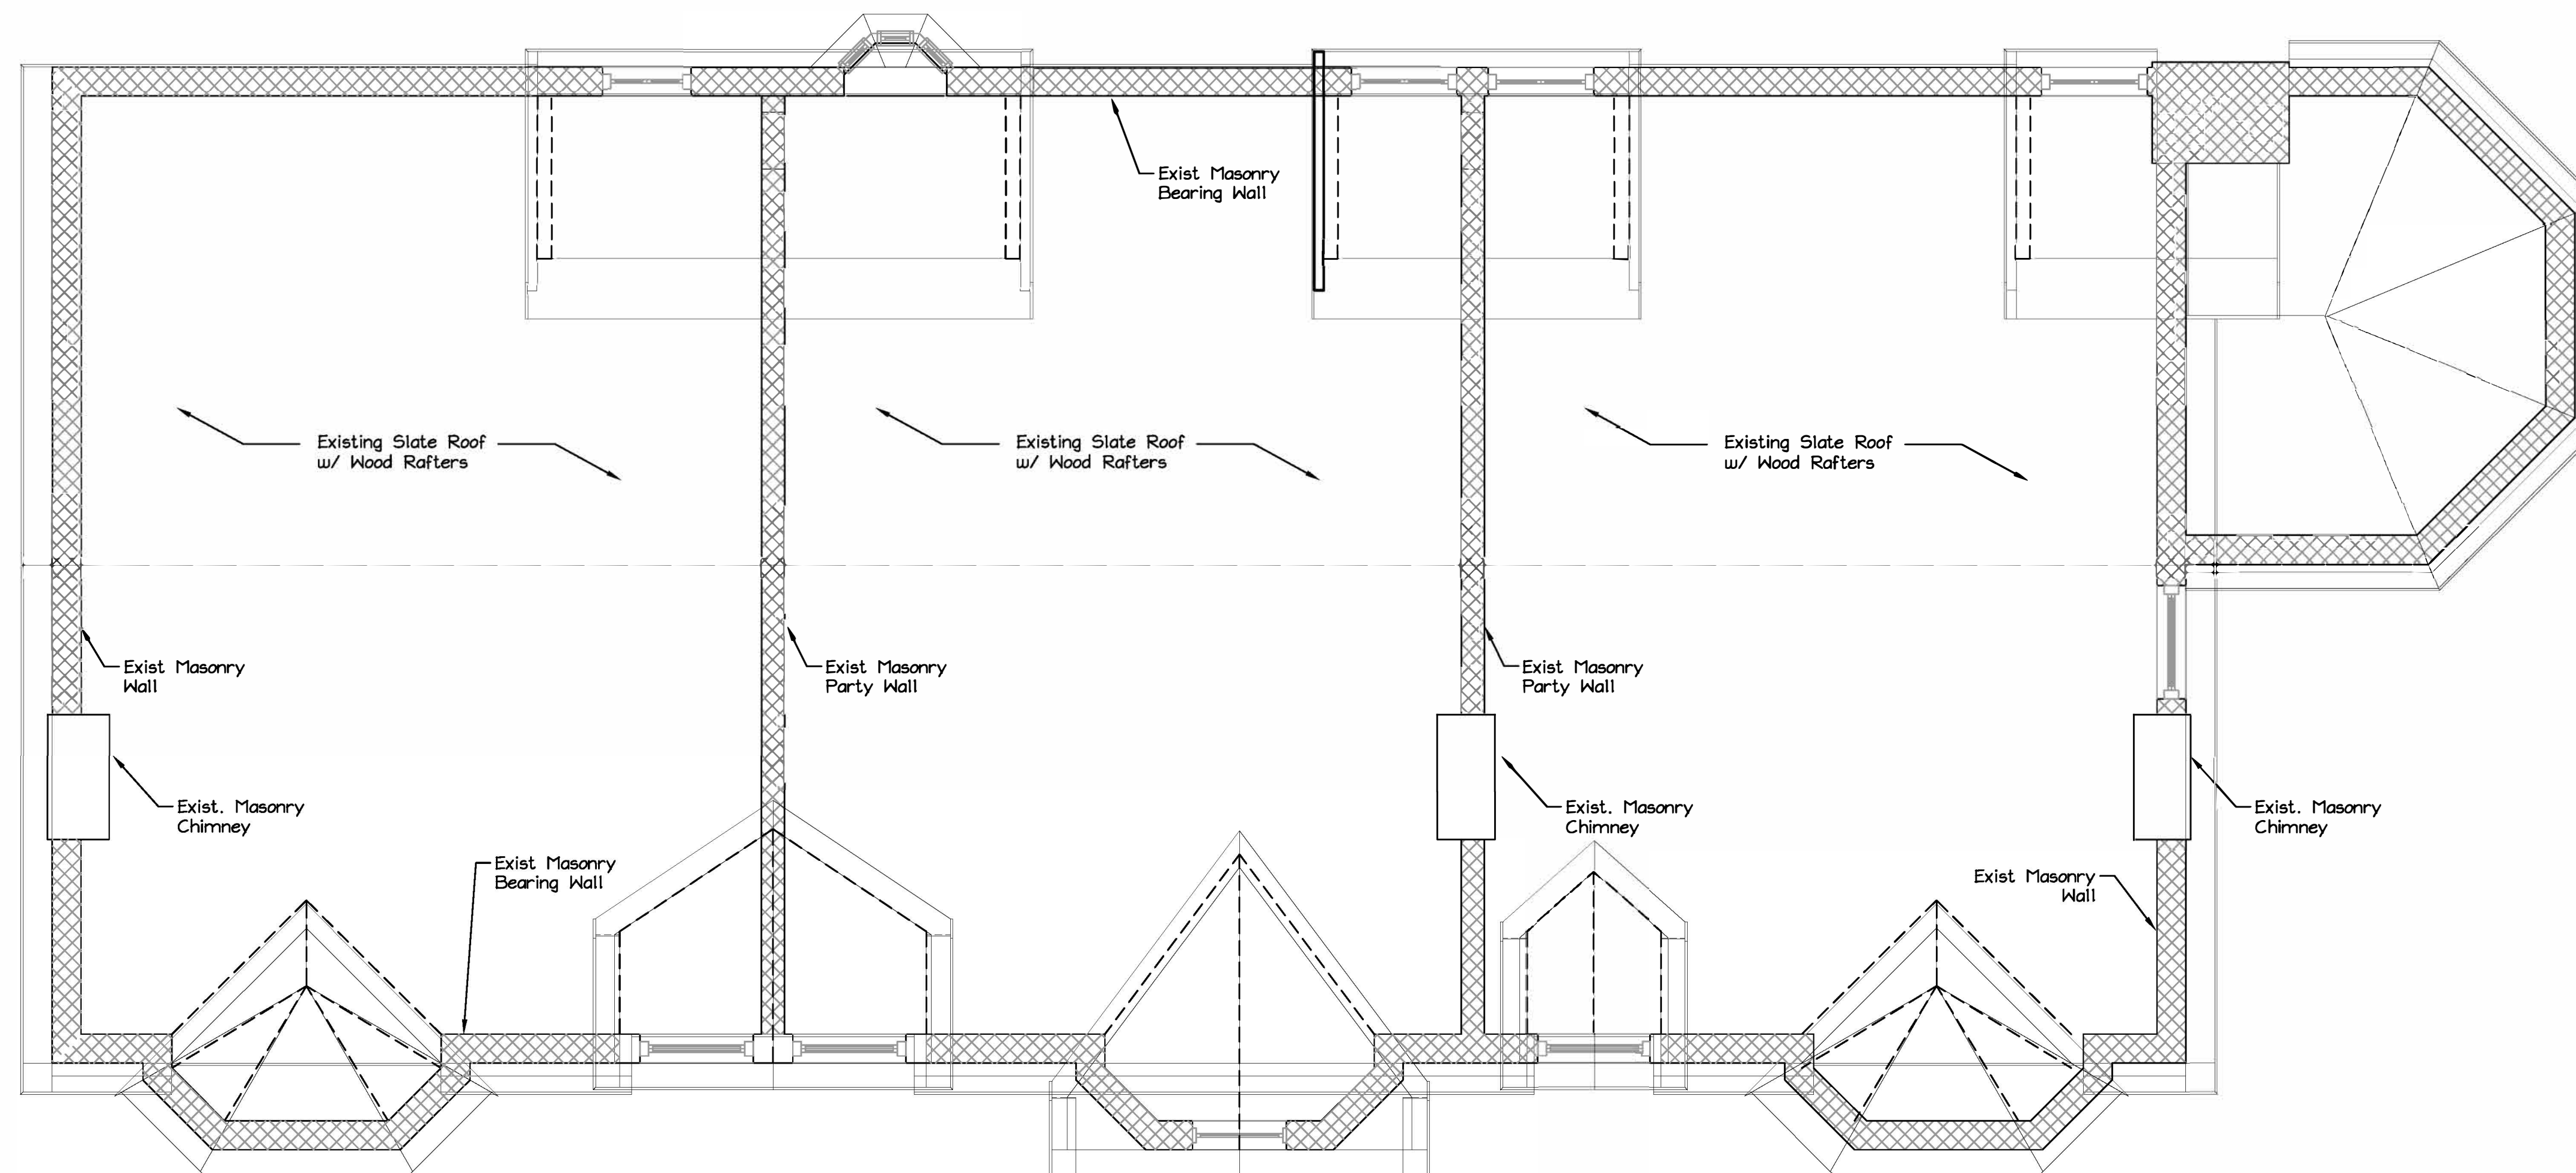 Exist Masonry
Bearing Wall
Existing Slate Roof
w/ Wood Rafters
Existing Slate Roof
w/ Wood Rafters
Existing Slate Roof
w/ Wood Rafters
Exist Masonry
Wall
Exist Masonry
Party Wall
Exist Masonry
Party Wall
Exist. Masonry
Chimney
Exist. Masonry
Chimney
Exist. Masonry
Chimney
Exist Masonry
Bearing Wall
Exist Masonry
Wall